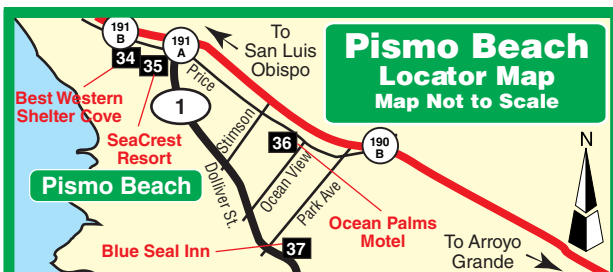 191
B
191
A
To
San Luis
Obispo
Pismo Beach
Locator Map
Map Not to Scale
34
35
Price
Best Western
Shelter Cove
1
SeaCrest
Resort
Stimson
36
190
B
N
Pismo Beach
Dolliver St.
Ocean View
Park Ave
Ocean Palms
Motel
Blue Seal Inn
37
To Arroyo
Grande